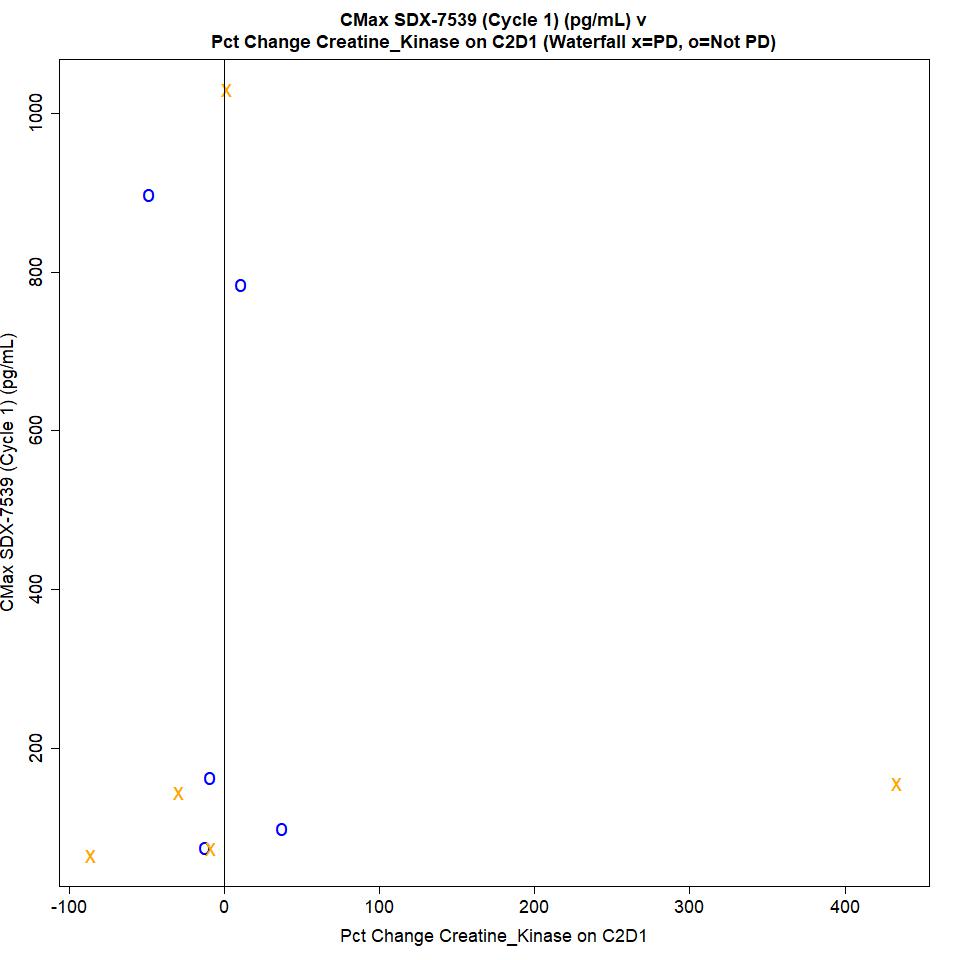 CMax SDX-7539 (Cycle 1) (pg/mL) v
Pct Change Creatine_Kinase on C2D1 (Waterfall x=PD, o=Not PD)
CMax SDX-7539 (Cycle 1) (pg/mL)
1000
800
600
400
200
X
O
O
O
X
X
O
O
X
X
-100
0
100
200
300
400
Pct Change Creatine_Kinase on C2D1